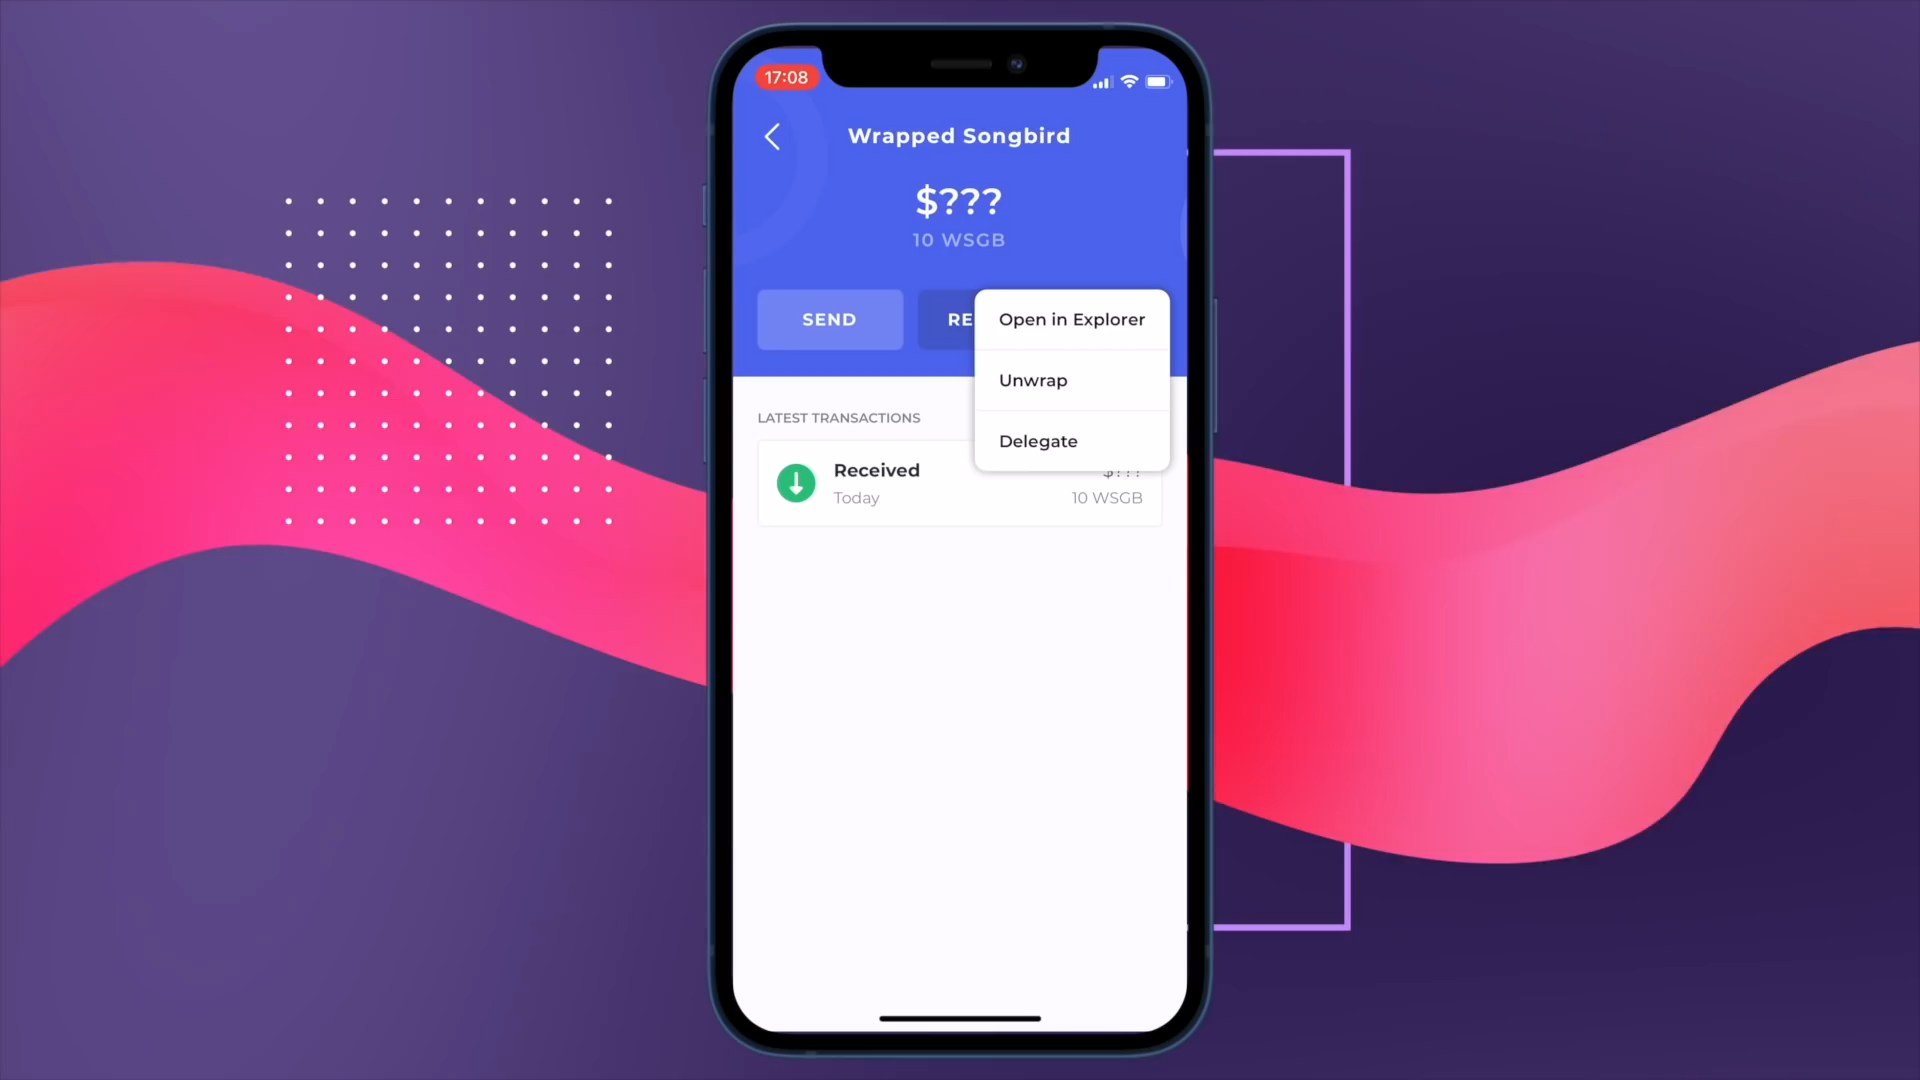 17:08
Wrapped Songbird
$???
10 WSGB
SEND
RE
Open in Explorer
Unwrap
Delegate
LATEST TRANSACTIONS
Received
$???
Today
10 WSGB